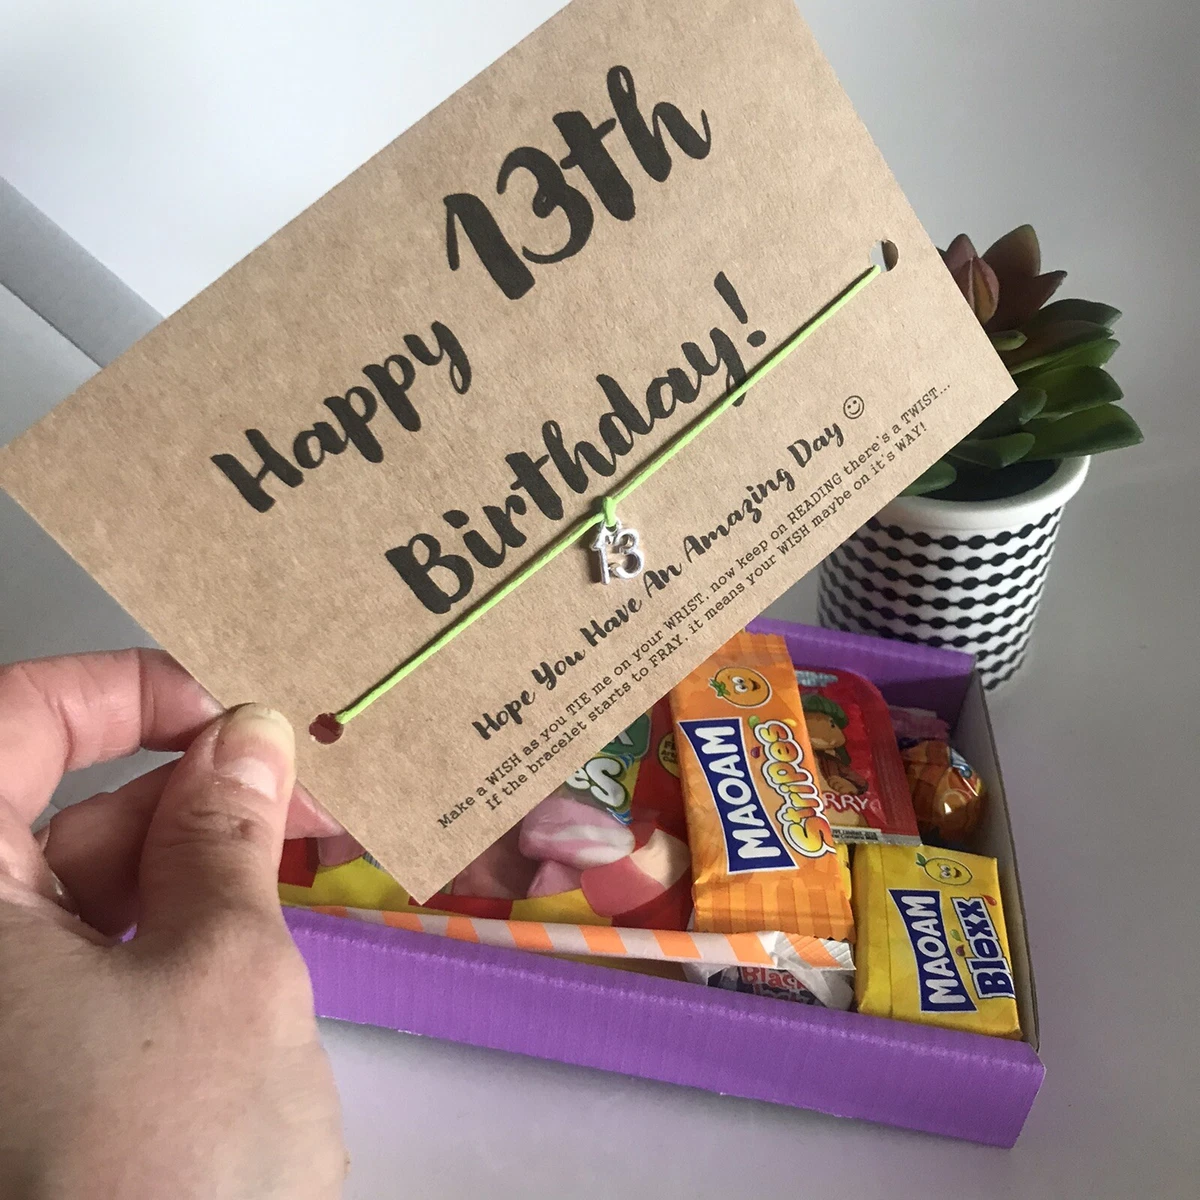 Happy 13th
Birthday!
13
Hope You Have An Amazing Day ☺
Make a WISH as you TIE me on your WRIST, now keep on READING there's a TWIST...
If the bracelet starts to FRAY, it means your WISH maybe on it's WAY!
MAOAM
Stripes
RRY
MAOAM
Bloxx
Black